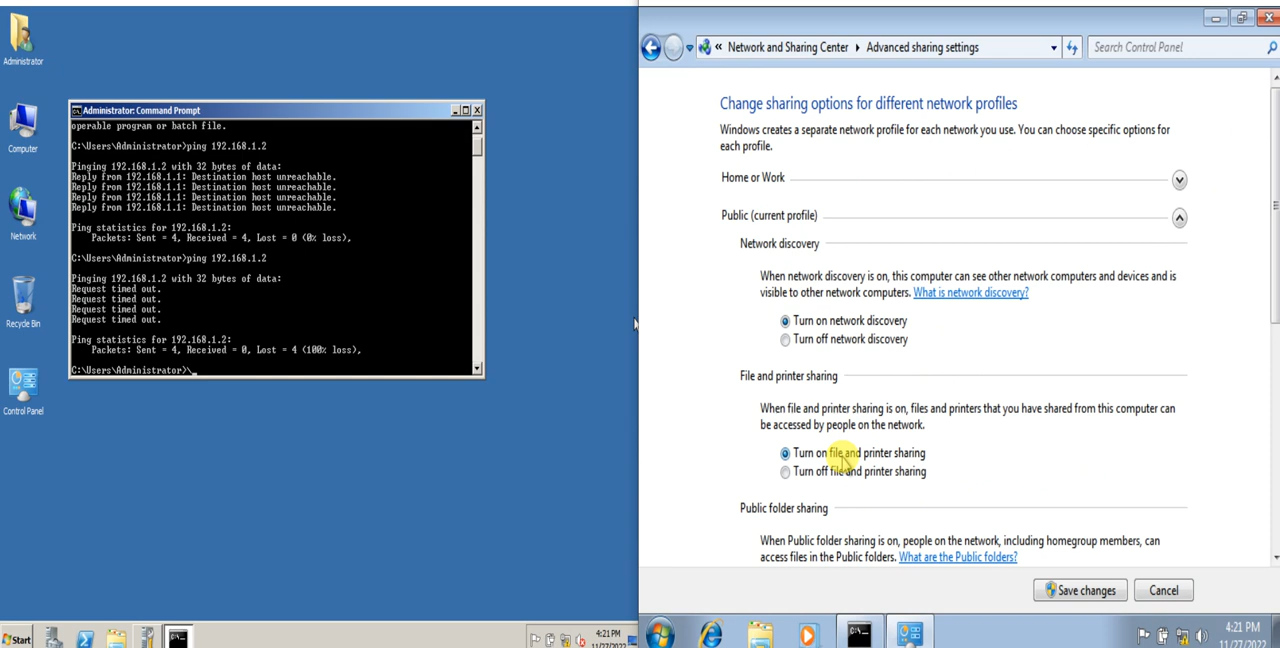 Administrator
Computer
Network
Recycle Bin
Control Panel
Administrator: Command Prompt
operable program or batch file.
C:\Users\Administrator>ping 192.168.1.2
Pinging 192.168.1.2 with 32 bytes of data:
Reply from 192.168.1.1: Destination host unreachable.
Reply from 192.168.1.1: Destination host unreachable.
Reply from 192.168.1.1: Destination host unreachable.
Reply from 192.168.1.1: Destination host unreachable.
Ping statistics for 192.168.1.2:
Packets: Sent = 4, Received = 4, Lost = 0 (0% loss),
C:\Users\Administrator>ping 192.168.1.2
Pinging 192.168.1.2 with 32 bytes of data:
Request timed out.
Request timed out.
Request timed out.
Request timed out.
Ping statistics for 192.168.1.2:
Packets: Sent = 4, Received = 0, Lost = 4 (100% loss),
C:\Users\Administrator>\_
Start
4:21 PM
11/27/2022
« Network and Sharing Center Advanced sharing settings
Search Control Panel
Change sharing options for different network profiles
Windows creates a separate network profile for each network you use. You can choose specific options for
each profile.
Home or Work
Public (current profile)
Network discovery
When network discovery is on, this computer can see other network computers and devices and is
visible to other network computers. What is network discovery?
Turn on network discovery
Turn off network discovery
File and printer sharing
When file and printer sharing is on, files and printers that you have shared from this computer can
be accessed by people on the network.
Turn on file and printer sharing
Turn off file and printer sharing
Public folder sharing
When Public folder sharing is on, people on the network, including homegroup members, can
access files in the Public folders. What are the Public folders?
Save changes
Cancel
4:21 PM
11/27/2022